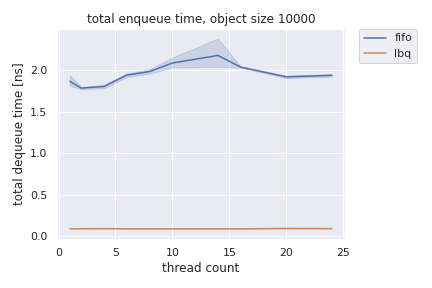 total enqueue time, object size 10000
fifo
lbq
total dequeue time [ns]
2.0
1.5
1.0
0.5
0.0
0 5 10 15 20 25
thread count